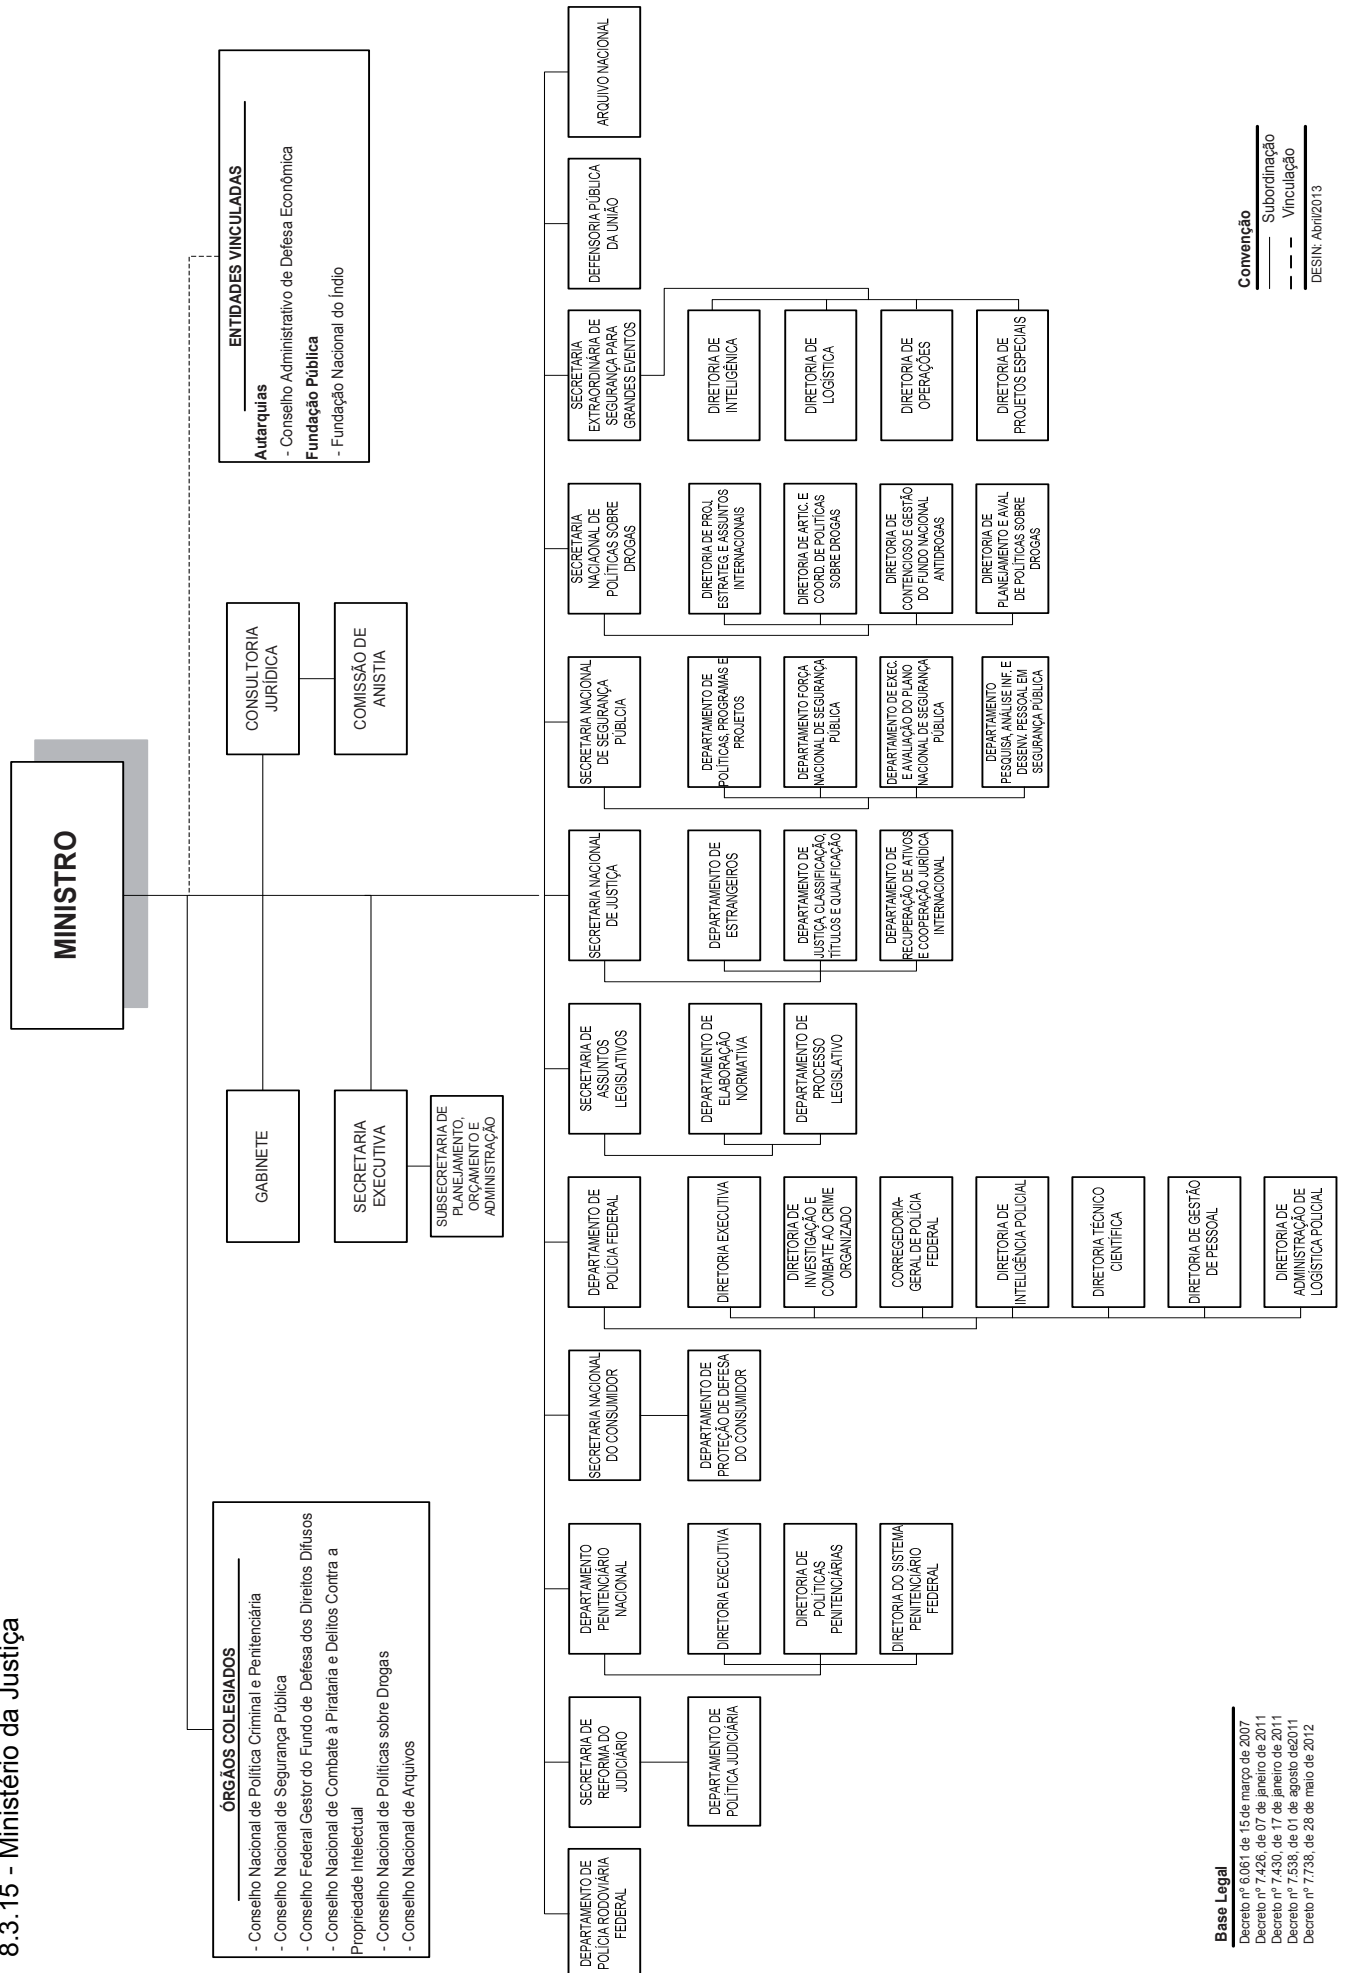 8.3.15 - Ministério da Justiça
MINISTRO
ÓRGÃOS COLEGIADOS
- Conselho Nacional de Política Criminal e Penitenciária
- Conselho Nacional de Segurança Pública
- Conselho Federal Gestor do Fundo de Defesa dos Direitos Difusos
- Conselho Nacional de Combate à Pirataria e Delitos Contra a
Propriedade Intelectual
- Conselho Nacional de Políticas sobre Drogas
- Conselho Nacional de Arquivos
GABINETE
SECRETARIA
EXECUTIVA
SUBSECRETARIA DE
PLANEJAMENTO,
ORÇAMENTO E
ADMINISTRAÇÃO
CONSULTORIA
JURÍDICA
COMISSÃO DE
ANISTIA
ENTIDADES VINCULADAS
Autarquias
- Conselho Administrativo de Defesa Econômica
Fundação Pública
- Fundação Nacional do Índio
DEPARTAMENTO DE
POLÍCIA RODOVIÁRIA
FEDERAL
SECRETARIA DE
REFORMA DO
JUDICIÁRIO
DEPARTAMENTO DE
POLÍTICA JUDICIÁRIA
DEPARTAMENTO
PENITENCIÁRIO
NACIONAL
DIRETORIA EXECUTIVA
DIRETORIA DE
POLÍTICAS
PENITENCIÁRIAS
DIRETORIA DO SISTEMA
PENITENCIÁRIO
FEDERAL
SECRETARIA NACIONAL
DO CONSUMIDOR
DEPARTAMENTO DE
PROTEÇÃO DE DEFESA
DO CONSUMIDOR
DEPARTAMENTO DE
POLÍCIA FEDERAL
DIRETORIA EXECUTIVA
DIRETORIA DE
INVESTIGAÇÃO E
COMBATE AO CRIME
ORGANIZADO
CORREGEDORIA-
GERAL DE POLÍCIA
FEDERAL
DIRETORIA DE
INTELIGÊNCIA POLICIAL
DIRETORIA TÉCNICO
CIENTÍFICA
DIRETORIA DE GESTÃO
DE PESSOAL
DIRETORIA DE
ADMINISTRAÇÃO DE
LOGÍSTICA POLICIAL
SECRETARIA DE
ASSUNTOS
LEGISLATIVOS
DEPARTAMENTO DE
ELABORAÇÃO
NORMATIVA
DEPARTAMENTO DE
PROCESSO
LEGISLATIVO
SECRETARIA NACIONAL
DE JUSTIÇA
DEPARTAMENTO DE
ESTRANGEIROS
DEPARTAMENTO DE
JUSTIÇA, CLASSIFICAÇÃO,
TÍTULOS E QUALIFICAÇÃO
DEPARTAMENTO DE
RECUPERAÇÃO DE ATIVOS
E COOPERAÇÃO JURÍDICA
INTERNACIONAL
SECRETARIA NACIONAL
DE SEGURANÇA
PÚBLCIA
DEPARTAMENTO DE
POLÍTICAS, PROGRAMAS E
PROJETOS
DEPARTAMENTO FORÇA
NACIONAL DE SEGURANÇA
PÚBLICA
DEPARTAMENTO DE EXEC.
E AVALIAÇÃO DO PLANO
NACIONAL DE SEGURANÇA
PÚBLICA
DEPARTAMENTO
PESQUISA, ANÁLISE INF. E
DESENV. PESSOAL EM
SEGURANÇA PÚBLICA
SECRETARIA
NACIAONAL DE
POLÍTICAS SOBRE
DROGAS
DIRETORIA DE PROJ.
ESTRATEG. E ASSUNTOS
INTERNACIONAIS
DIRETORIA DE ARTIC. E
COORD. DE POLITÍCAS
SOBRE DROGAS
DIRETORIA DE
CONTENCIOSO E GESTÃO
DO FUNDO NACIONAL
ANTIDROGAS
DIRETORIA DE
PLANEJAMENTO E AVAL
DE POLÍTICAS SOBRE
DROGAS
SECRETARIA
EXTRAORDINÁRIA DE
SEGURANÇA PARA
GRANDES EVENTOS
DIRETORIA DE
INTELIGÊNICA
DIRETORIA DE
LOGÍSTICA
DIRETORIA DE
OPERAÇÕES
DIRETORIA DE
PROJETOS ESPECIAIS
DEFENSORIA PÚBLICA
DA UNIÃO
ARQUIVO NACIONAL
Base Legal
Decreto nº 6.061 de 15 de março de 2007
Decreto nº 7.426, de 07 de janeiro de 2011
Decreto nº 7.430, de 17 de janeiro de 2011
Decreto nº 7.538, de 01 de agosto de2011
Decreto nº 7.738, de 28 de maio de 2012
Convenção
Subordinação
Vinculação
DESIN: Abril/2013